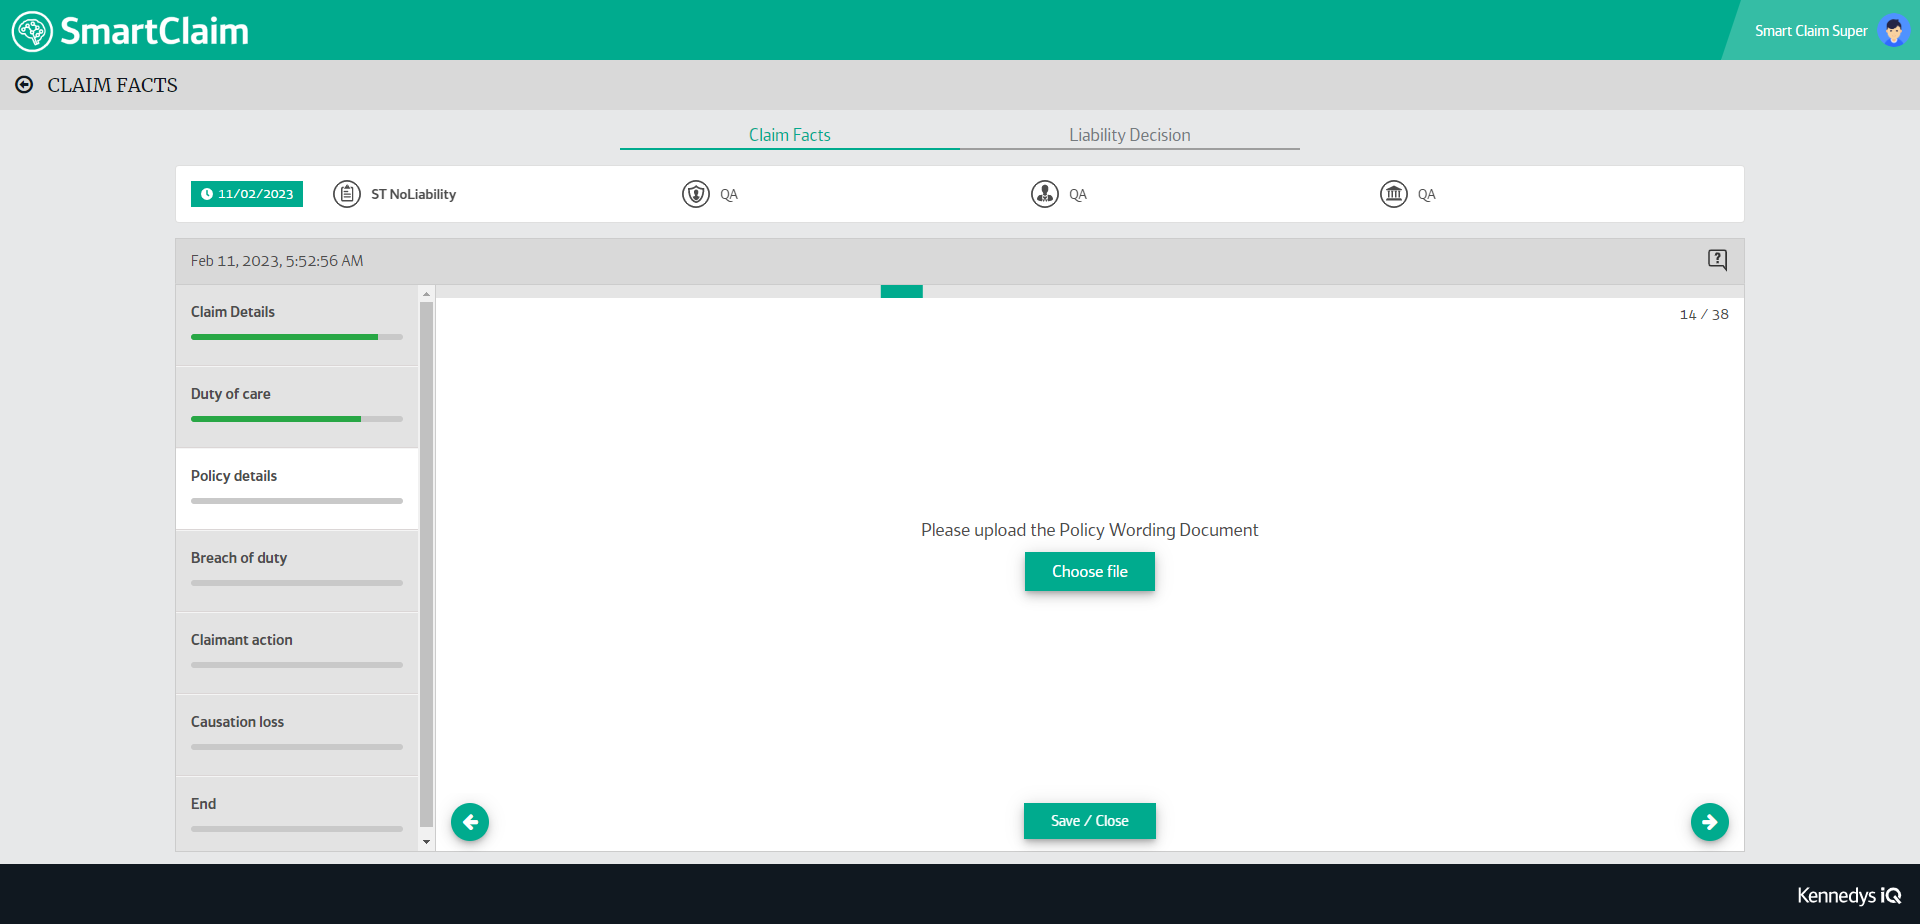 SmartClaim
Smart Claim Super
CLAIM FACTS
Claim Facts
Liability Decision
11/02/2023
ST NoLiability
QA
QA
QA
Feb 11, 2023, 5:52:56 AM
?
Claim Details
Duty of care
Policy details
Breach of duty
Claimant action
Causation loss
End
14 / 38
Please upload the Policy Wording Document
Choose file
Save / Close
Kennedys iQ